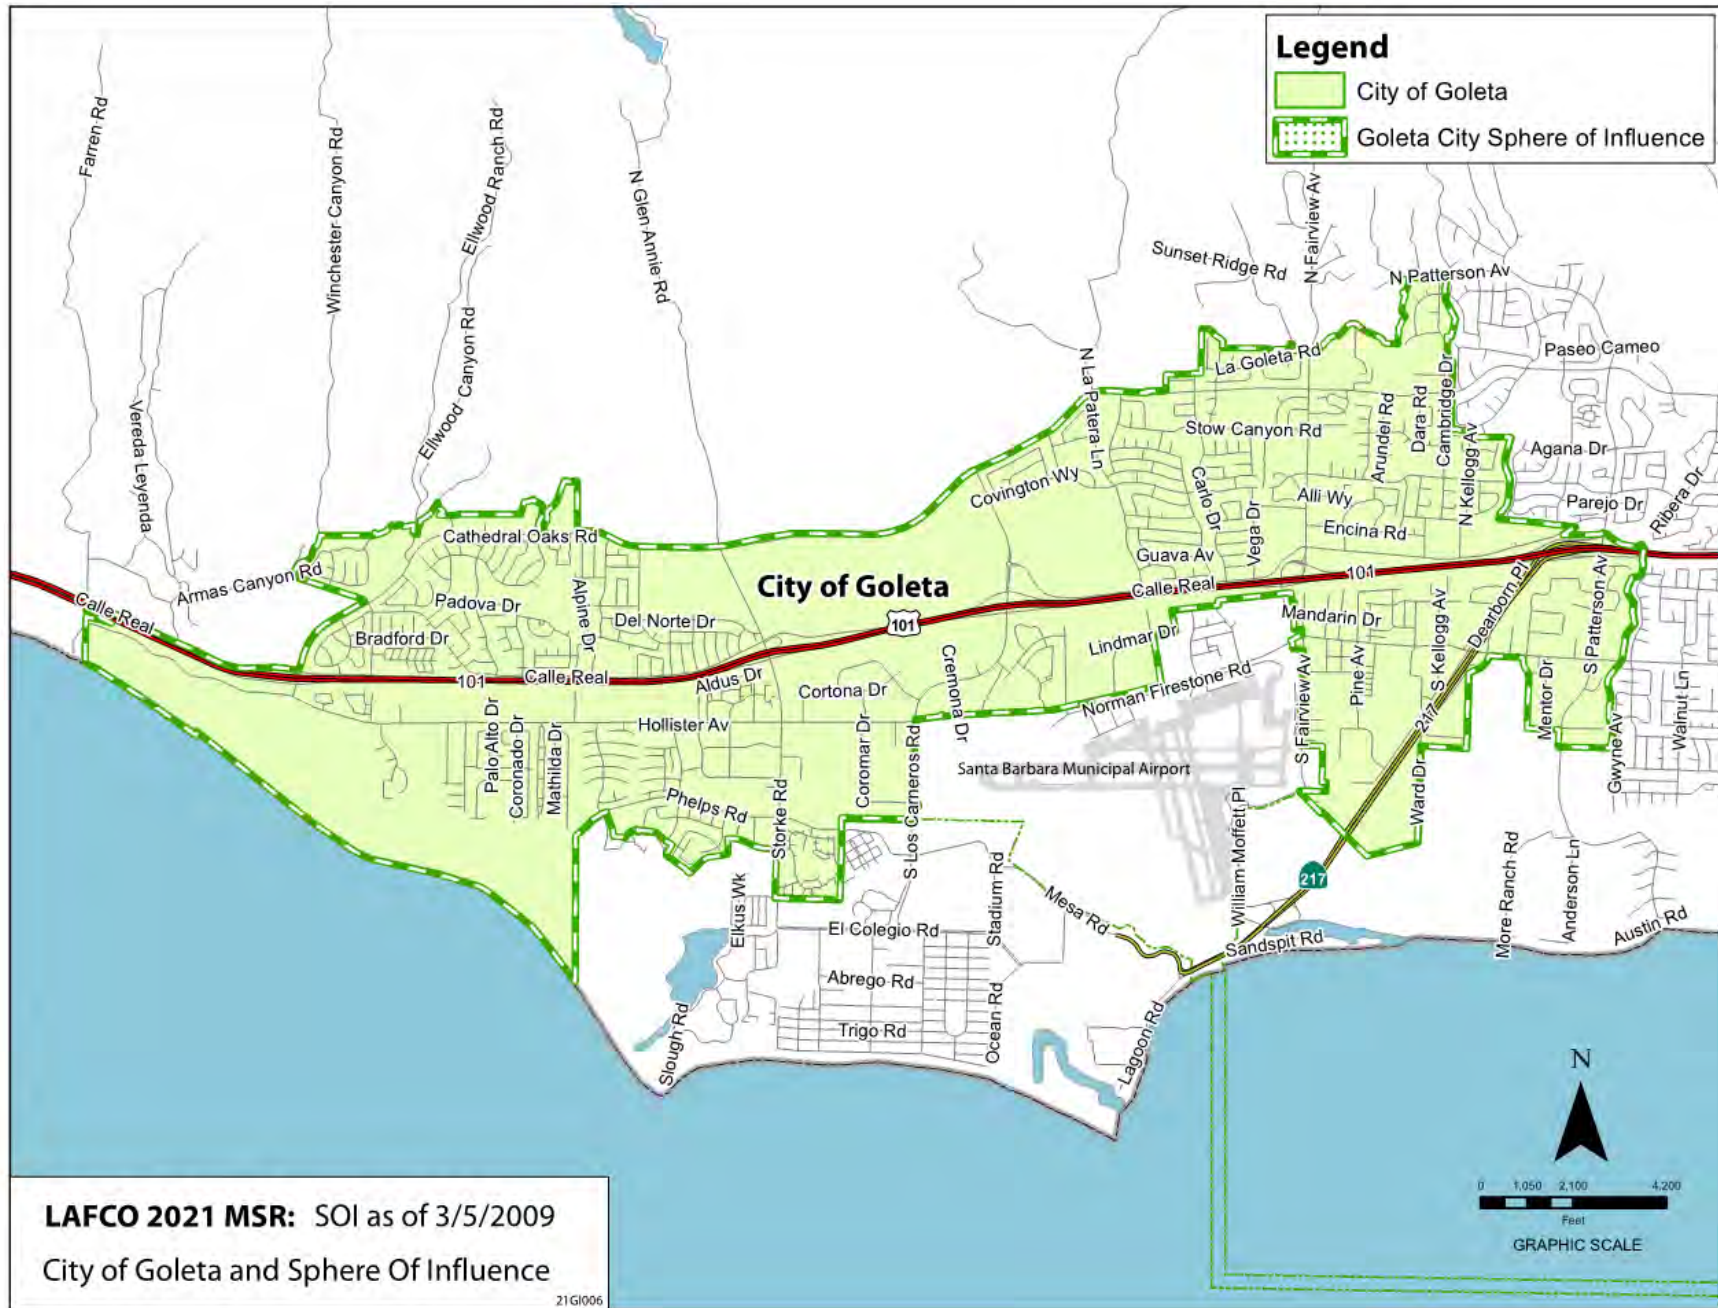 Legend
City of Goleta
Goleta City Sphere of Influence
Farren Rd
Winchester Canyon Rd
Ellwood Ranch Rd
N Glen Annie Rd
N Fairview Av
Sunset Ridge Rd
N Patterson Av
Ellwood Canyon Rd
Vereda Leyenda
N La Patera Ln
La Goleta Rd
Paseo Cameo
Cambridge Dr
Dara Rd
Arundel Rd
Stow Canyon Rd
N Kellogg Av
Agana Dr
Covington Wy
Carlo Dr
Alli Wy
Parejo Dr
Ribera Dr
Vega Dr
Encina Rd
Cathedral Oaks Rd
Guava Av
Armas Canyon Rd
City of Goleta
Calle Real
101
Calle Real
Padova Dr
Alpine Dr
Del Norte Dr
101
Bradford Dr
Lindmar Dr
Mandarin Dr
S Kellogg Av
Dearborn Pl
S Patterson Av
101
Calle Real
Aldus Dr
Cortona Dr
Cremona Dr
Norman Firestone Rd
S Fairview Av
Pine Av
Mentor Dr
Walnut Ln
Hollister Av
Palo Alto Dr
Coronado Dr
Mathilda Dr
Coromar Dr
S Los Carneros Rd
Santa Barbara Municipal Airport
217
Gwyne Av
Phelps Rd
Storke Rd
Ward Dr
William Moffett Pl
217
More Ranch Rd
Anderson Ln
Austin Rd
Elkus Wk
El Colegio Rd
Stadium Rd
Mesa Rd
Sandspit Rd
Abrego Rd
Trigo Rd
Ocean Rd
Slough Rd
Lagoon Rd
N
0 1,050 2,100 4,200
Feet
GRAPHIC SCALE
LAFCO 2021 MSR: SOI as of 3/5/2009
City of Goleta and Sphere Of Influence
21GI006